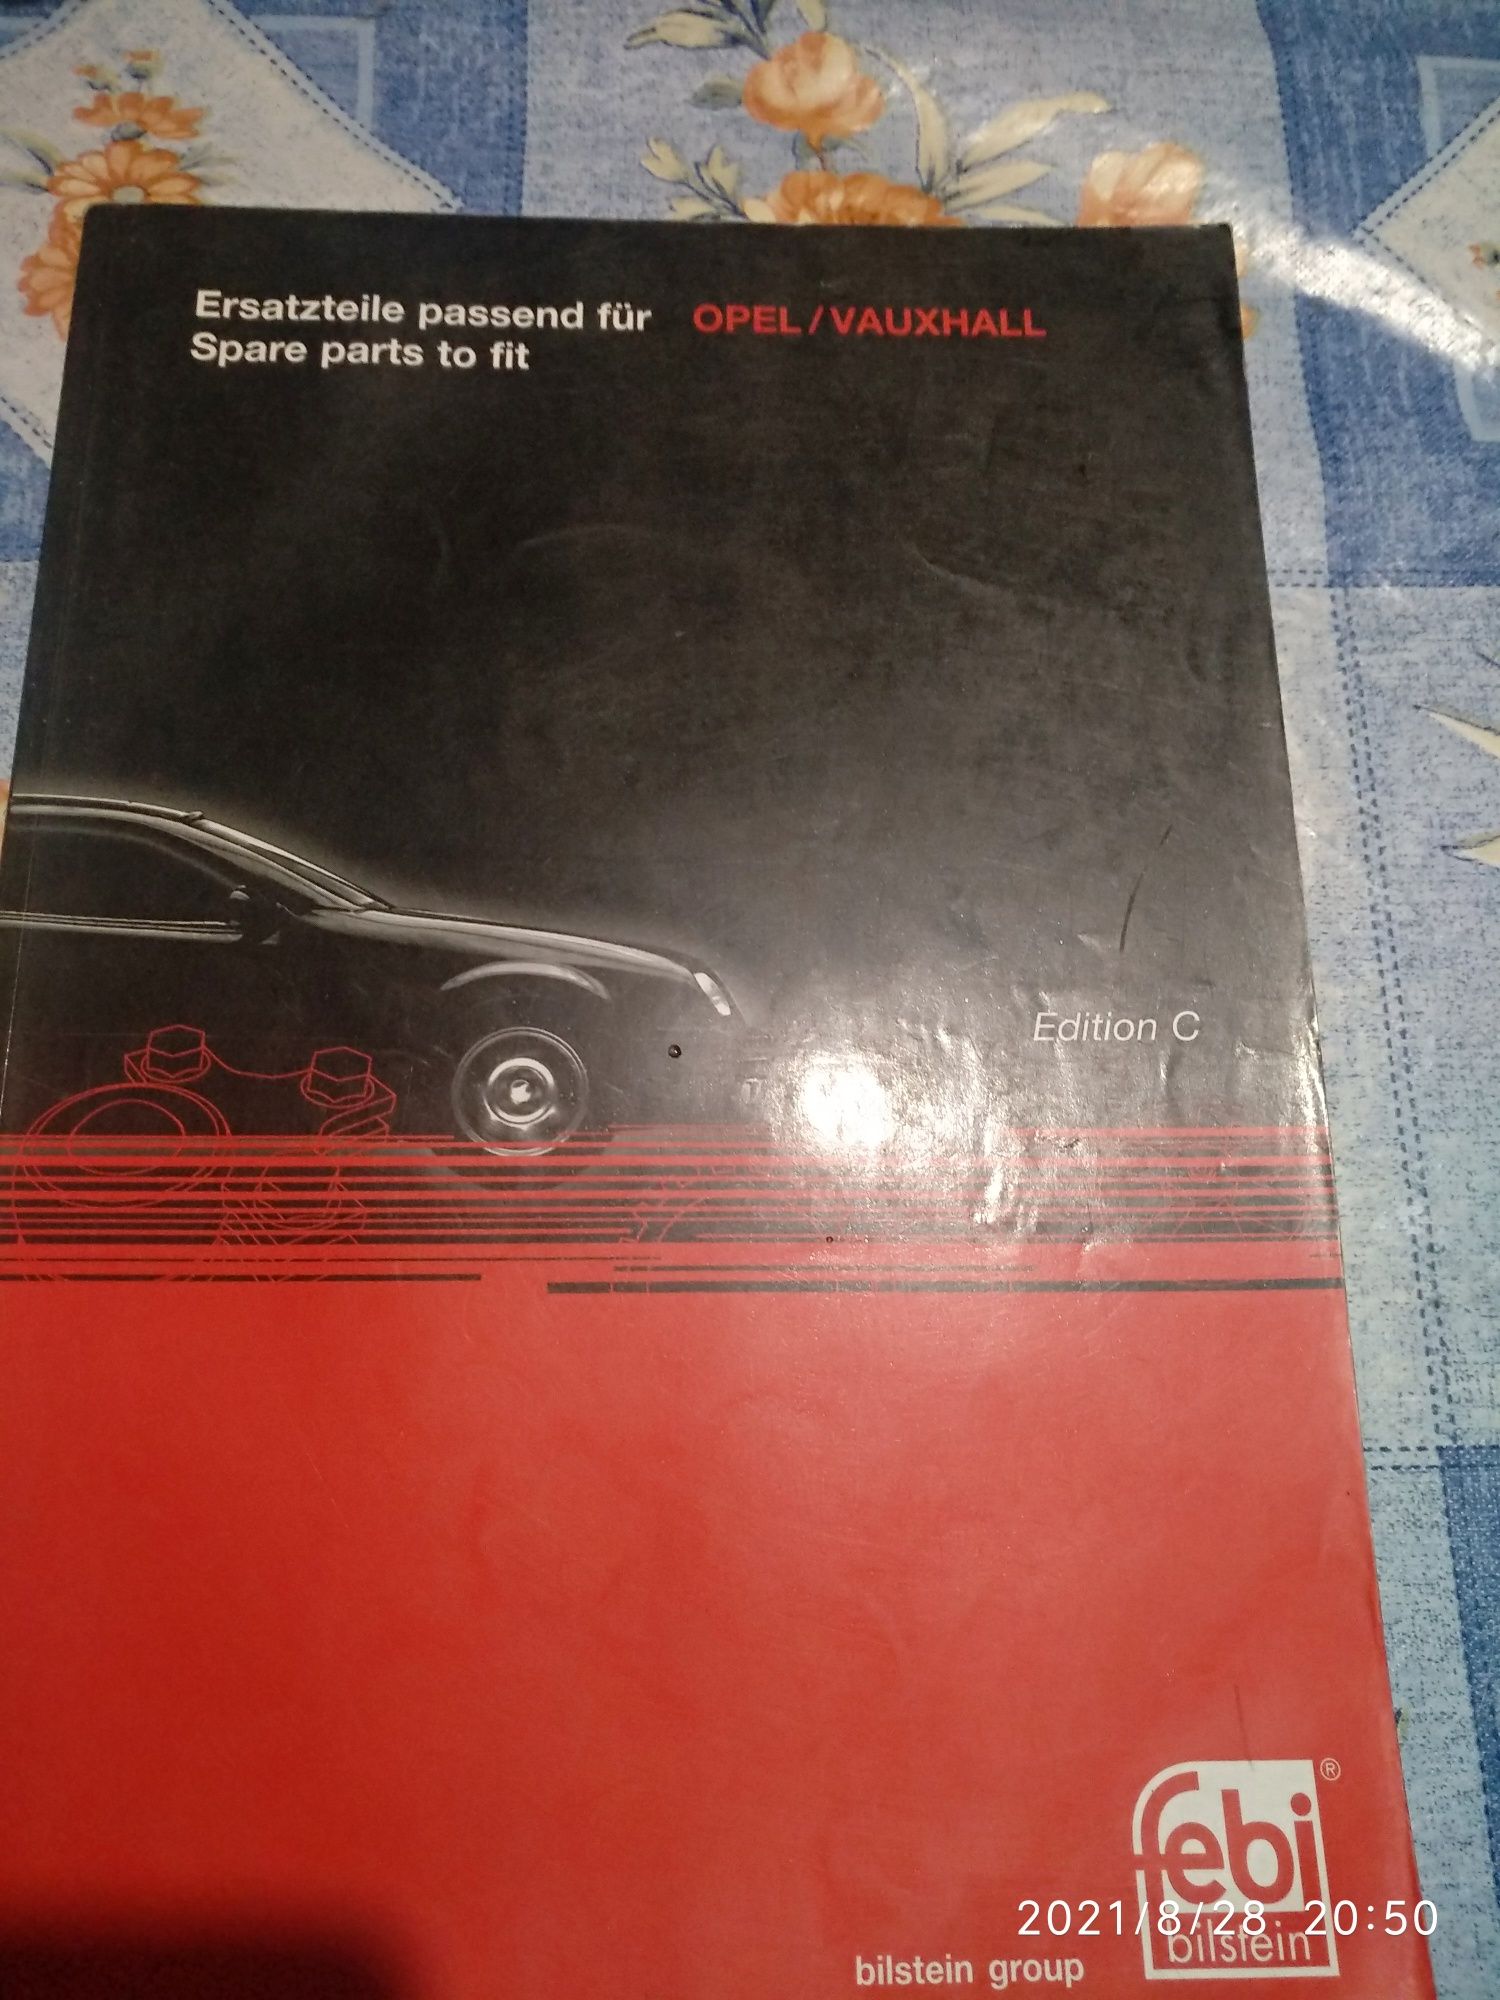 Ersatzteile passend für OPEL/VAUXHALL
Spare parts to fit
Edition C
febi®
bilstein
2021/8/28 20:50
bilstein group